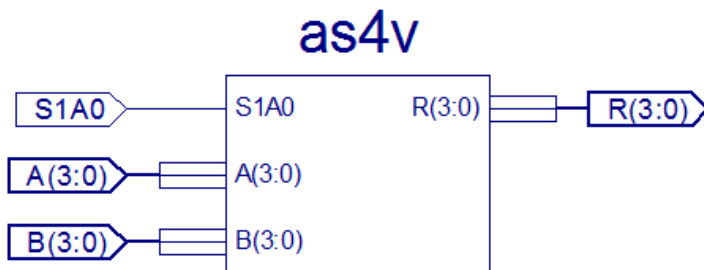 as4v
S1A0 S1A0 R(3:0) R(3:0)
A(3:0) A(3:0)
B(3:0) B(3:0)